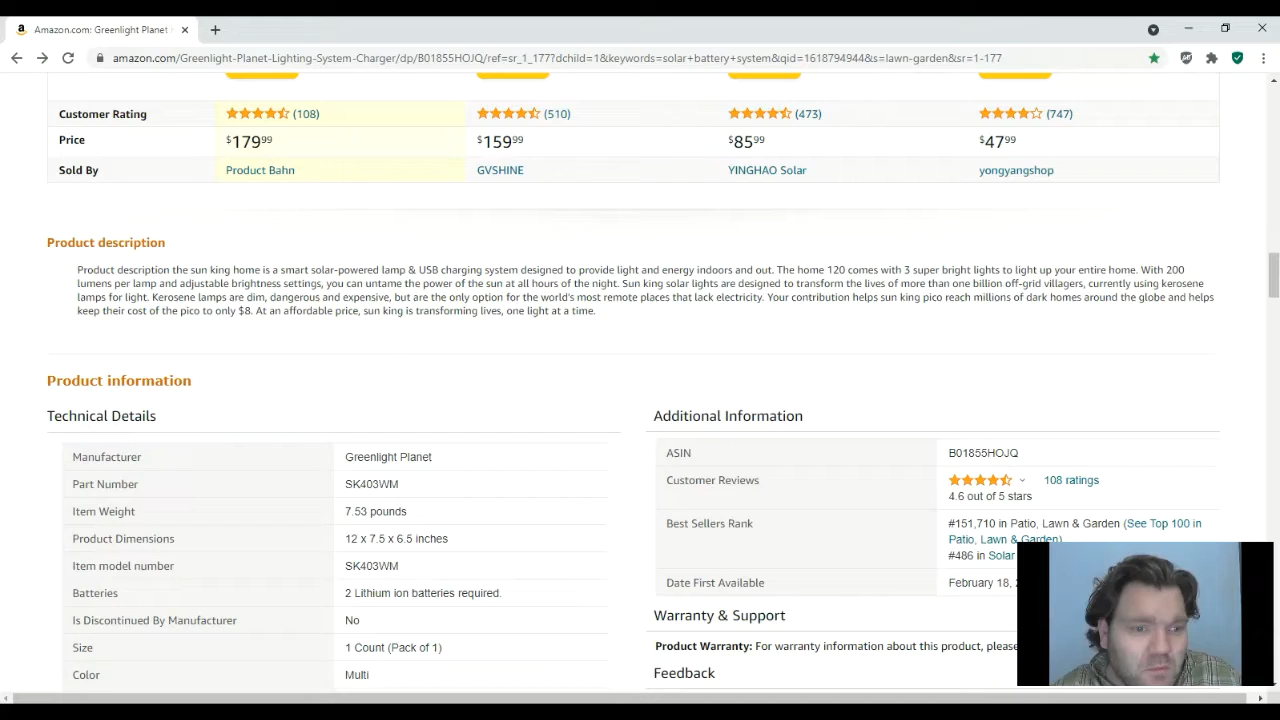 Amazon.com: Greenlight Planet
amazon.com/Greenlight-Planet-Lighting-System-Charger/dp/B01855HOJQ/ref=sr_1_177?dchild=1&keywords=solar+battery+system&qid=1618794944&s=lawn-garden&sr=1-177
Customer Rating (108) (510) (473) (747)
Price $179 99 $159 99 $85 99 $47 99
Sold By Product Bahn GVSHINE YINGHAO Solar yongyangshop
Product description
Product description the sun king home is a smart solar-powered lamp & USB charging system designed to provide light and energy indoors and out. The home 120 comes with 3 super bright lights to light up your entire home. With 200
lumens per lamp and adjustable brightness settings, you can untame the power of the sun at all hours of the night. Sun king solar lights are designed to transform the lives of more than one billion off-grid villagers, currently using kerosene
lamps for light. Kerosene lamps are dim, dangerous and expensive, but are the only option for the world's most remote places that lack electricity. Your contribution helps sun king pico reach millions of dark homes around the globe and helps
keep their cost of the pico to only $8. At an affordable price, sun king is transforming lives, one light at a time.
Product information
Technical Details
Manufacturer Greenlight Planet
Part Number SK403WM
Item Weight 7.53 pounds
Product Dimensions 12 x 7.5 x 6.5 inches
Item model number SK403WM
Batteries 2 Lithium ion batteries required.
Is Discontinued By Manufacturer No
Size 1 Count (Pack of 1)
Color Multi
Additional Information
ASIN B01855HOJQ
Customer Reviews 108 ratings
4.6 out of 5 stars
Best Sellers Rank #151,710 in Patio, Lawn & Garden (See Top 100 in
Patio, Lawn & Garden)
#486 in Solar
Date First Available February 18,
Warranty & Support
Product Warranty: For warranty information about this product, please
Feedback